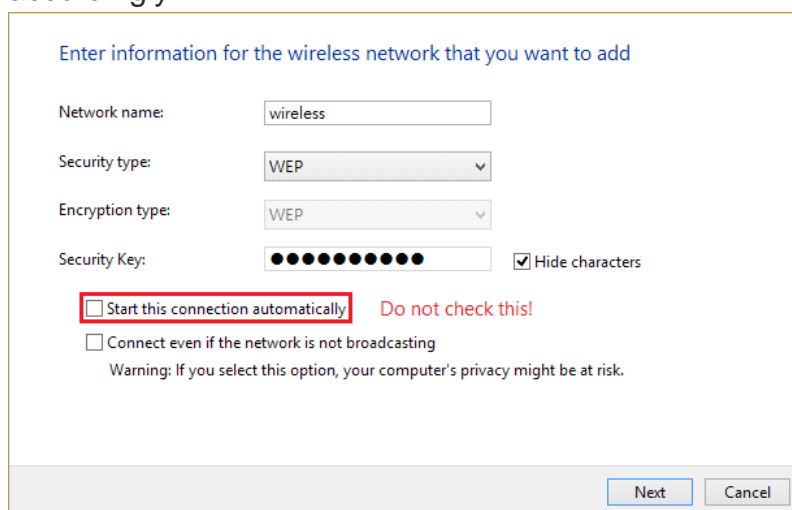 Enter information for the wireless network that you want to add
Network name: wireless
Security type: WEP
Encryption type: WEP
Security Key: ●●●●●●●●●● Hide characters
Start this connection automatically Do not check this!
Connect even if the network is not broadcasting
Warning: If you select this option, your computer's privacy might be at risk.
Next Cancel